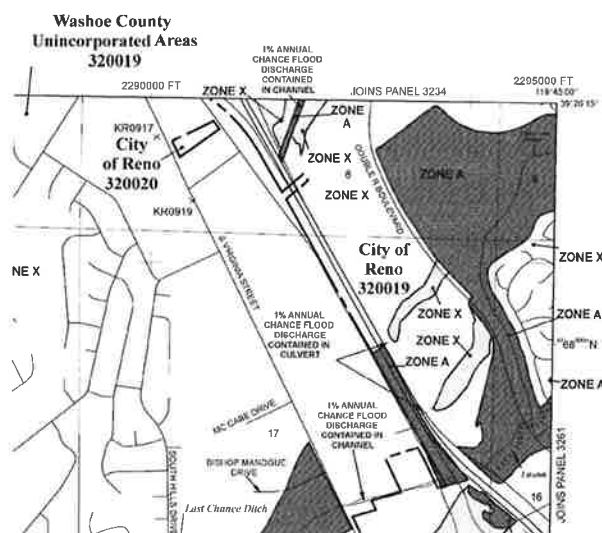 Washoe County
Unincorporated Areas
320019
2290000 FT
ZONE X
1% ANNUAL
CHANCE FLOOD
DISCHARGE
CONTAINED
IN CHANNEL
JOINS PANEL 3234
2295000 FT
119°45'00"
39°26'15"
KR0917
City
of Reno
320020
ZONE
A
ZONE X
6
ZONE X
ZONE A
DOUBLE R BOULEVARD
KR0919
NE X
S VIRGINIA STREET
City of
Reno
320019
ZONE X
ZONE X
ZONE X
ZONE A
1% ANNUAL
CHANCE FLOOD
DISCHARGE
CONTAINED IN
CULVERT
ZONE A
ZONE A
MC CABE DRIVE
17
1% ANNUAL
CHANCE FLOOD
DISCHARGE
CONTAINED IN
CHANNEL
BISHOP MANOGUE
DRIVE
SOUTH HILLS DRIVE
Last Chance Ditch
16
JOINS PANEL 3261